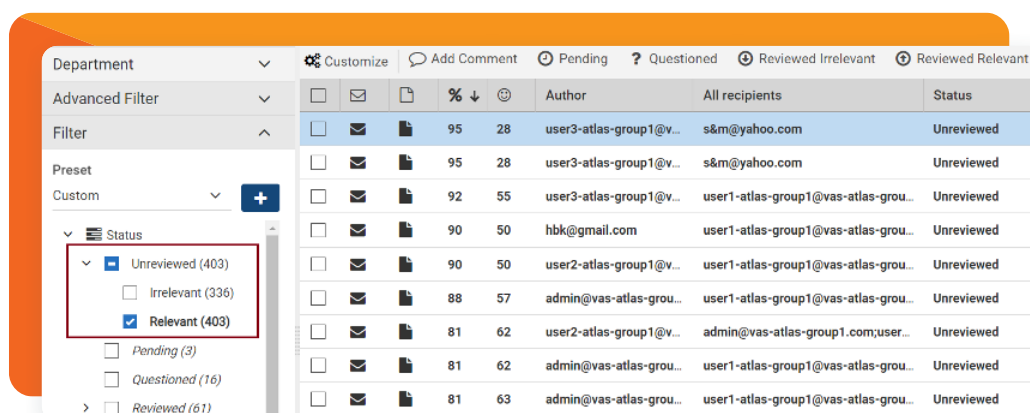 Department
Advanced Filter
Filter
Preset
Custom
Status
Unreviewed (403)
Irrelevant (336)
Relevant (403)
Pending (3)
Questioned (16)
Reviewed (61)
Customize Add Comment Pending ? Questioned Reviewed Irrelevant Reviewed Relevant
% Author All recipients Status
95 28 user3-atlas-group1@v... s&m@yahoo.com Unreviewed
95 28 user3-atlas-group1@v... s&m@yahoo.com Unreviewed
92 55 user3-atlas-group1@v... user1-atlas-group1@vas-atlas-grou... Unreviewed
90 50 hbk@gmail.com user1-atlas-group1@vas-atlas-grou... Unreviewed
90 50 user2-atlas-group1@v... user1-atlas-group1@vas-atlas-grou... Unreviewed
88 57 admin@vas-atlas-grou... user1-atlas-group1@vas-atlas-grou... Unreviewed
81 62 user2-atlas-group1@v... admin@vas-atlas-group1.com;user... Unreviewed
81 62 admin@vas-atlas-grou... user1-atlas-group1@vas-atlas-grou... Unreviewed
81 63 admin@vas-atlas-grou... user1-atlas-group1@vas-atlas-grou... Unreviewed